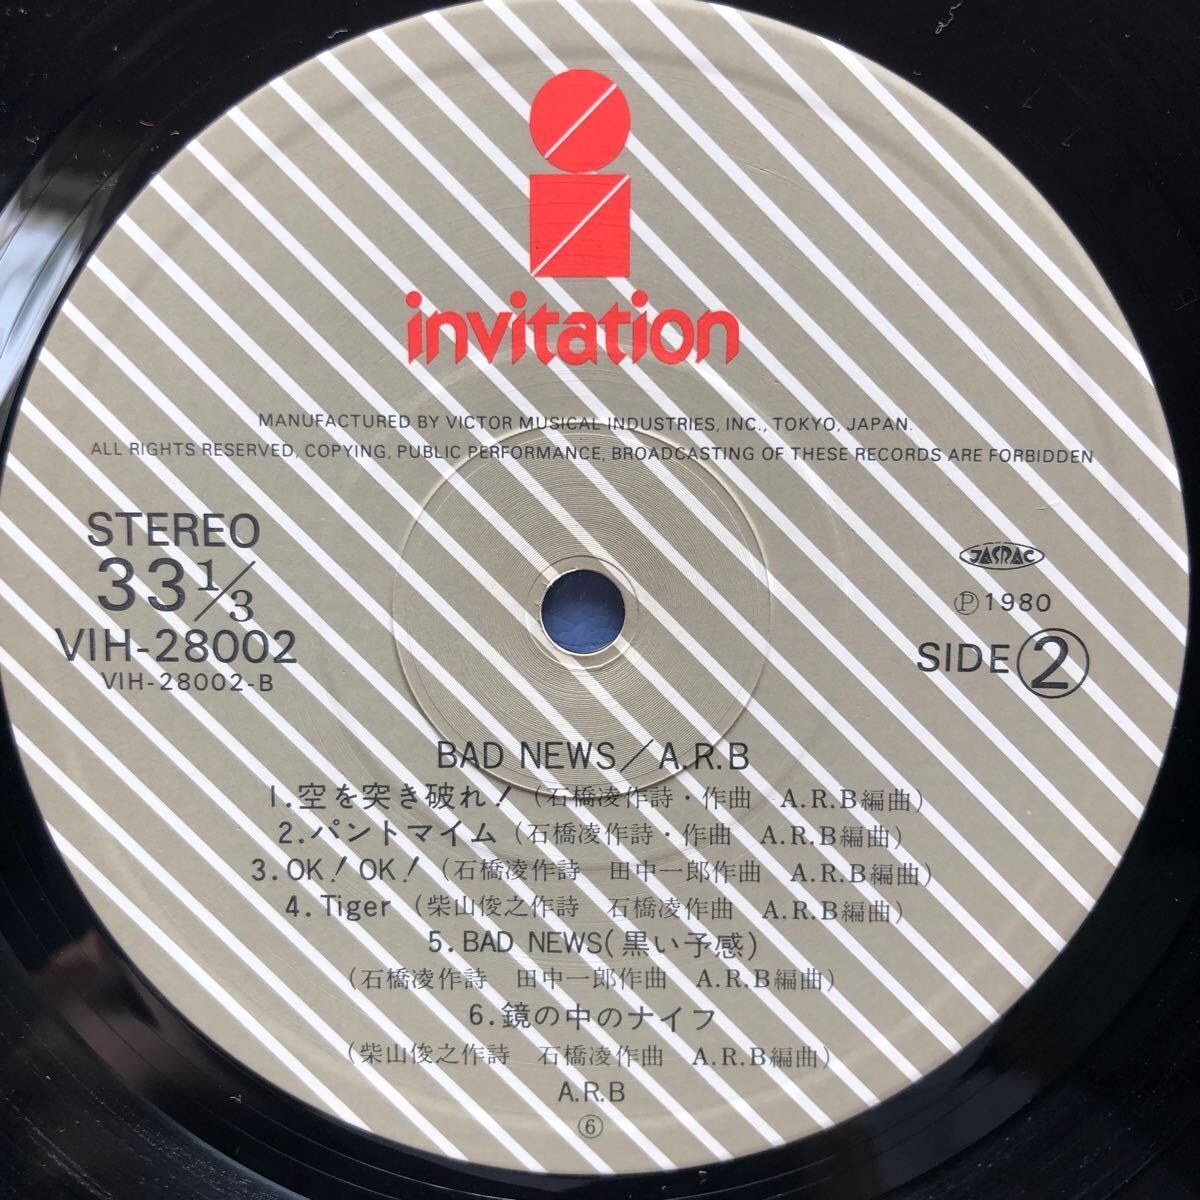 invitation
MANUFACTURED BY VICTOR MUSICAL INDUSTRIES, INC., TOKYO, JAPAN.
ALL RIGHTS RESERVED, COPYING, PUBLIC PERFORMANCE, BROADCASTING OF THESE RECORDS ARE FORBIDDEN
STEREO
33 1/3
VIH-28002
VIH-28002-B
JASRAC
Ⓟ1980
SIDE ②
BAD NEWS/A.R.B
1.空を突き破れ!(石橋凌作詩・作曲 A.R.B編曲)
2.パントマイム(石橋凌作詩・作曲 A.R.B編曲)
3.OK! OK!(石橋凌作詩 田中一郎作曲 A.R.B編曲)
4.Tiger(柴山俊之作詩 石橋凌作曲 A.R.B編曲)
5.BAD NEWS(黒い予感)
(石橋凌作詩 田中一郎作曲 A.R.B編曲)
6.鏡の中のナイフ
(柴山俊之作詩 石橋凌作曲 A.R.B編曲)
A.R.B
⑥